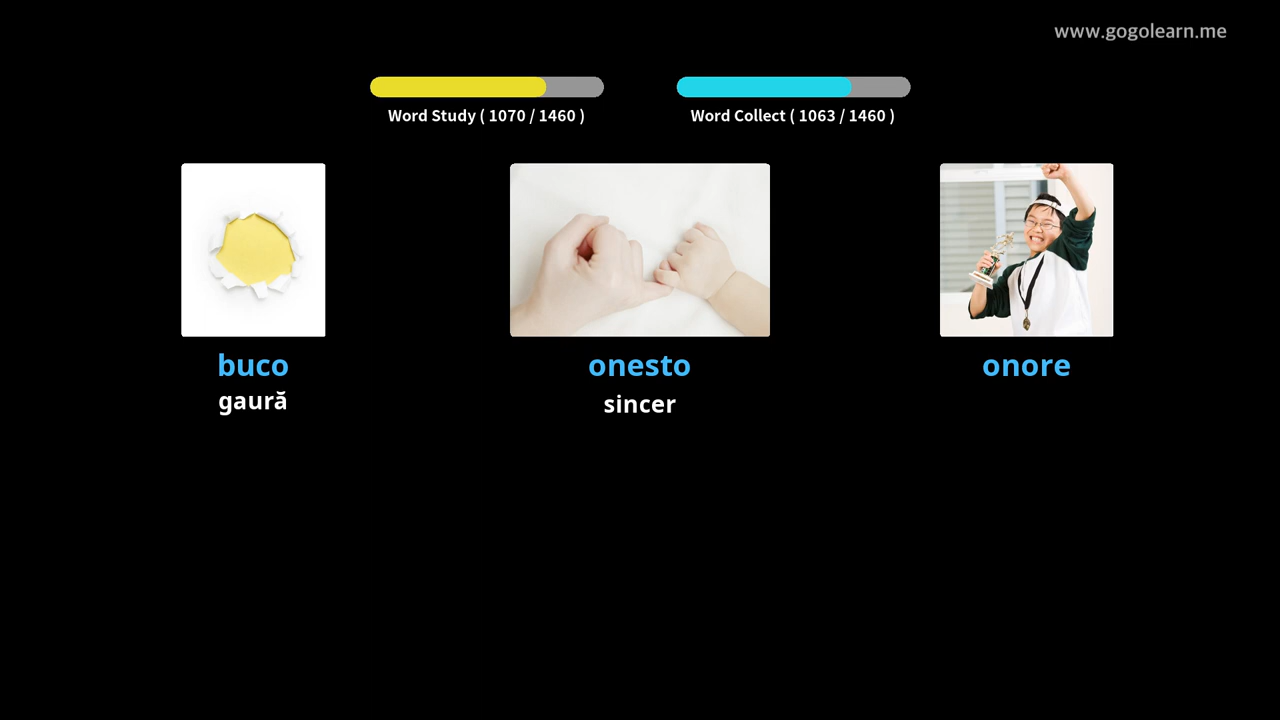 www.gogolearn.me
Word Study ( 1070 / 1460 )
Word Collect ( 1063 / 1460 )
buco
gaură
onesto
sincer
onore